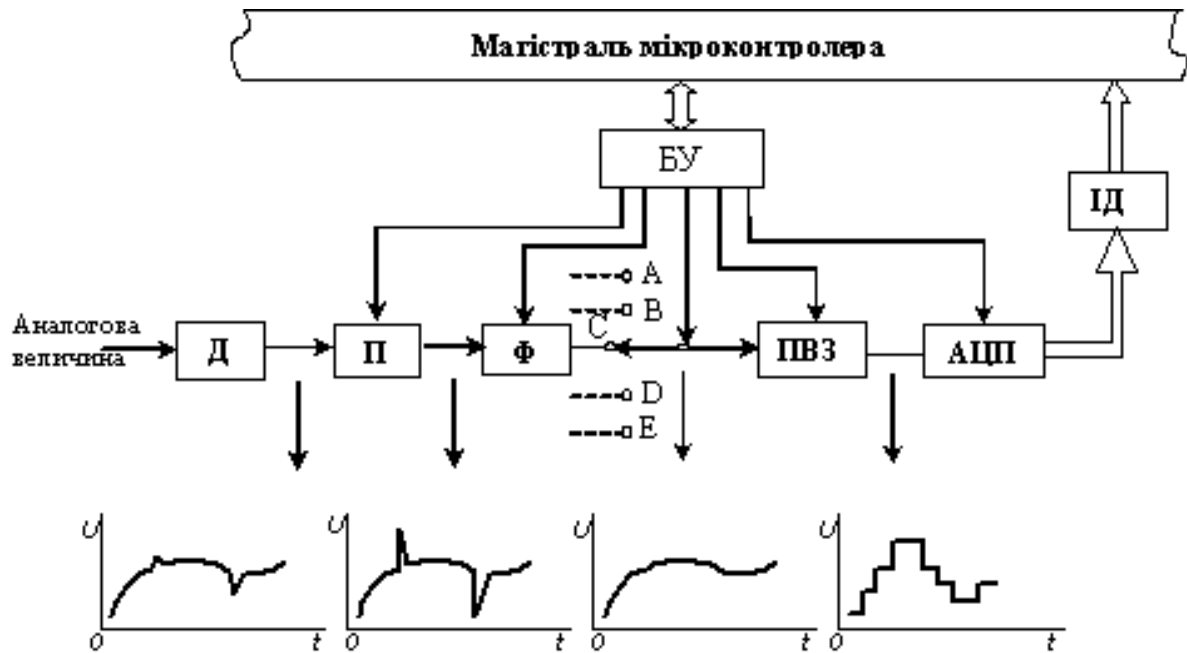 Магістраль мікроконтролера
БУ
ІД
A
B
C
Аналогова
величина
Д
П
Ф
ПВЗ
АЦП
D
E
U
U
U
U
0
t
0
t
0
t
0
t